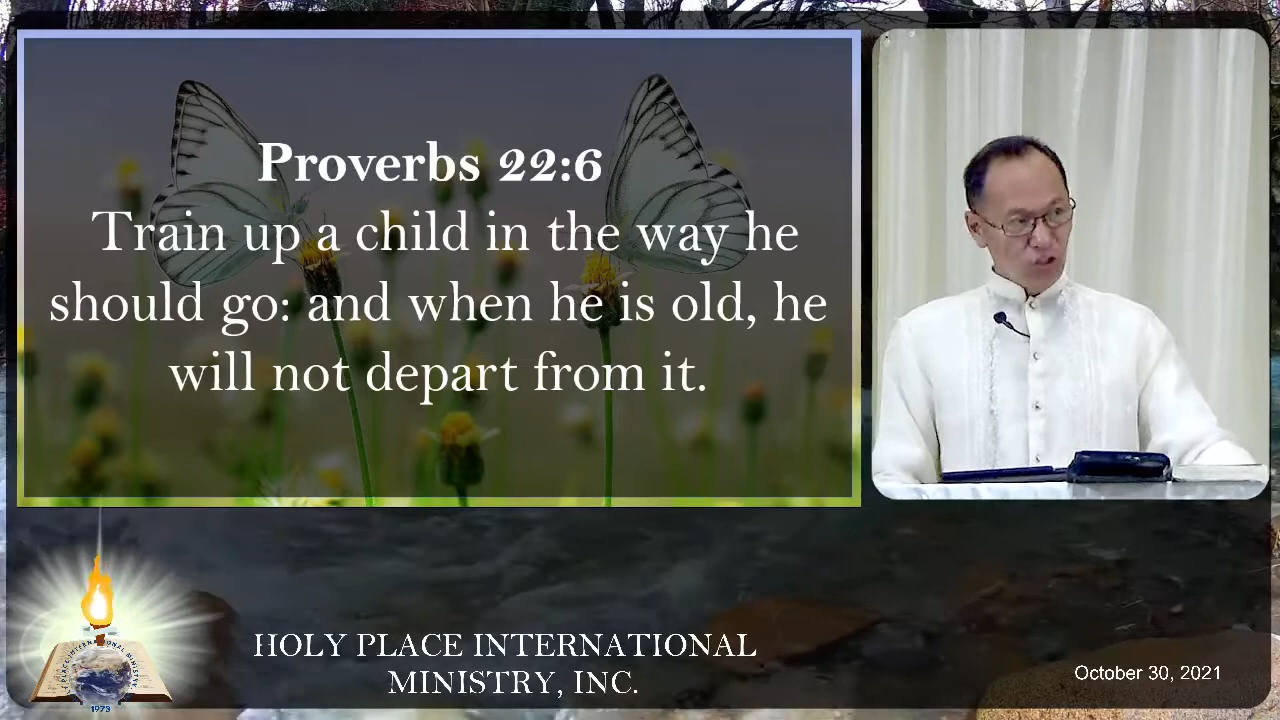 Proverbs 22:6
Train up a child in the way he
should go: and when he is old, he
will not depart from it.
HOLY PLACE INTERNATIONAL
MINISTRY, INC.
October 30, 2021
1973